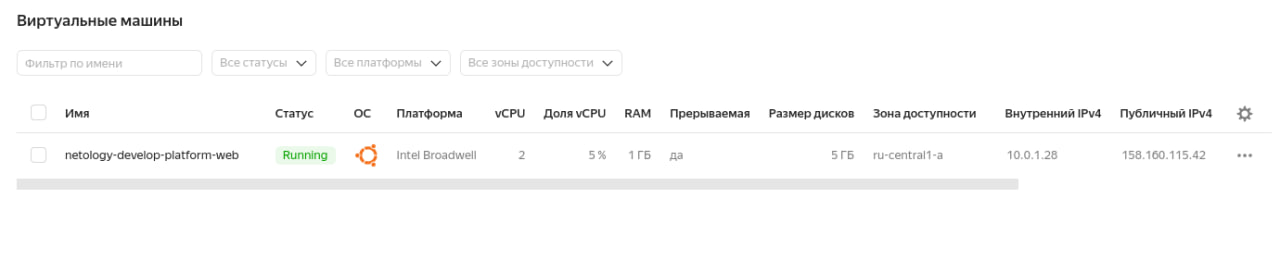 Виртуальные машины
Фильтр по имени Все статусы Все платформы Все зоны доступности
Имя Статус ОС Платформа vCPU Доля vCPU RAM Прерываемая Размер дисков Зона доступности Внутренний IPv4 Публичный IPv4
netology-develop-platform-web Running Intel Broadwell 2 5 % 1 ГБ да 5 ГБ ru-central1-a 10.0.1.28 158.160.115.42